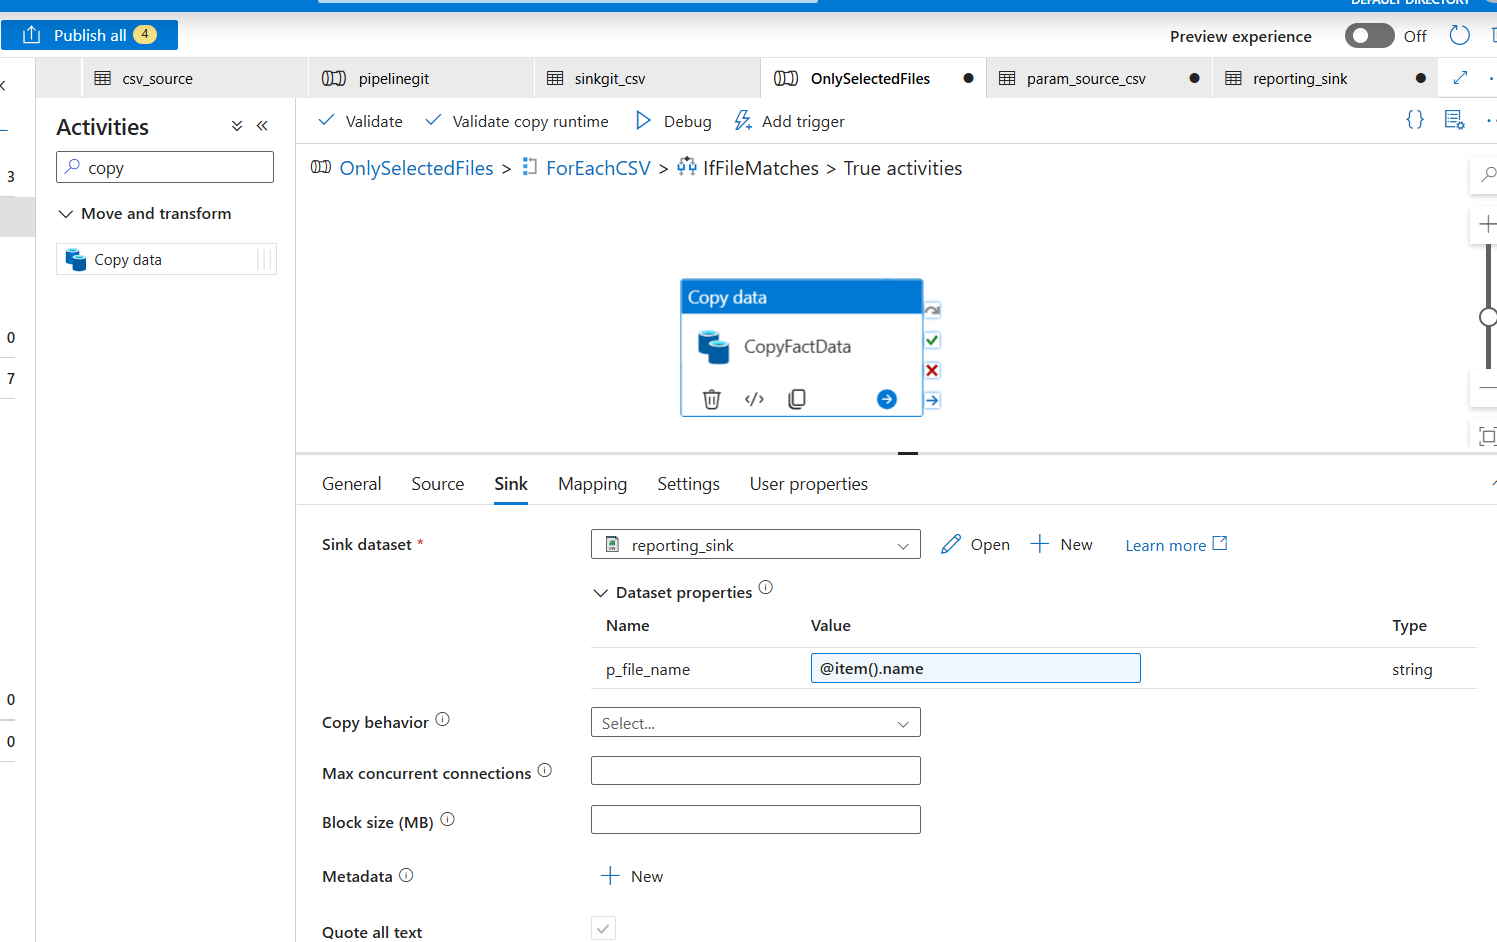 DEFAULT DIRECTORY
Publish all 4
Preview experience Off
csv_source
pipelinegit
sinkgit_csv
OnlySelectedFiles
param_source_csv
reporting_sink
Activities
copy
Move and transform
Copy data
3
0
7
0
0
Validate
Validate copy runtime
Debug
Add trigger
{}
OnlySelectedFiles > ForEachCSV > IfFileMatches > True activities
Copy data
CopyFactData
General Source Sink Mapping Settings User properties
Sink dataset *
reporting_sink
Open
New
Learn more
Dataset properties
Name Value Type
p_file_name @item().name string
Copy behavior
Select...
Max concurrent connections
Block size (MB)
Metadata
New
Quote all text